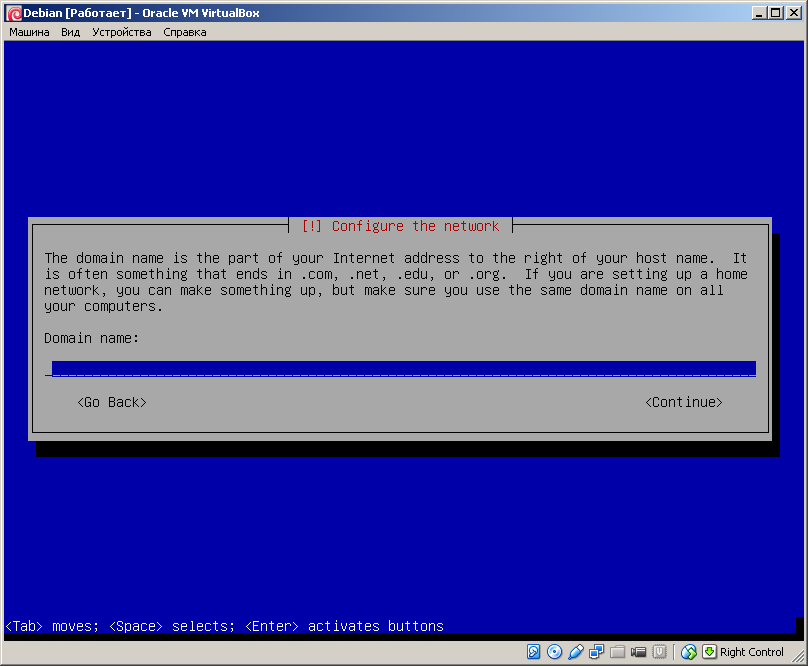 Debian [Работает] - Oracle VM VirtualBox
Машина Вид Устройства Справка
[!] Configure the network
The domain name is the part of your Internet address to the right of your host name.  It
is often something that ends in .com, .net, .edu, or .org.  If you are setting up a home
network, you can make something up, but make sure you use the same domain name on all
your computers.
Domain name:
<Go Back> <Continue>
<Tab> moves; <Space> selects; <Enter> activates buttons
Right Control